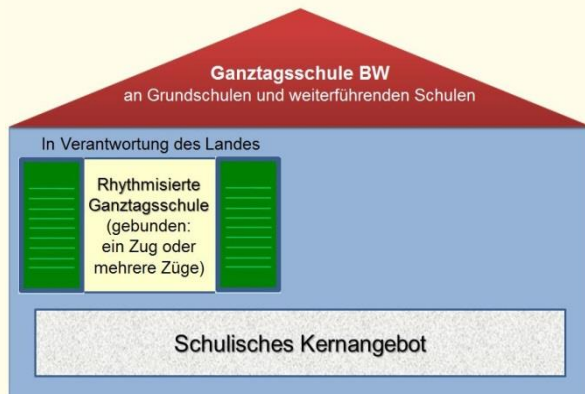 Ganztagsschule BW
an Grundschulen und weiterführenden Schulen
In Verantwortung des Landes
Rhythmisierte
Ganztagsschule
(gebunden:
ein Zug oder
mehrere Züge)
Schulisches Kernangebot